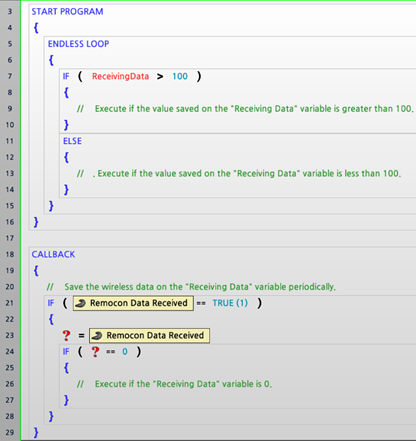 3 START PROGRAM
4 {
5 ENDLESS LOOP
6 {
7 IF ( ReceivingData > 100 )
8 {
9 // Execute if the value saved on the "Receiving Data" variable is greater than 100.
10 }
11 ELSE
12 {
13 // . Execute if the value saved on the "Receiving Data" variable is less than 100.
14 }
15 }
16 }
17
18 CALLBACK
19 {
20 // Save the wireless data on the "Receiving Data" variable periodically.
21 IF ( Remocon Data Received == TRUE (1) )
22 {
23 ? = Remocon Data Received
24 IF ( ? == 0 )
25 {
26 // Execute if the "Receiving Data" variable is 0.
27 }
28 }
29 }